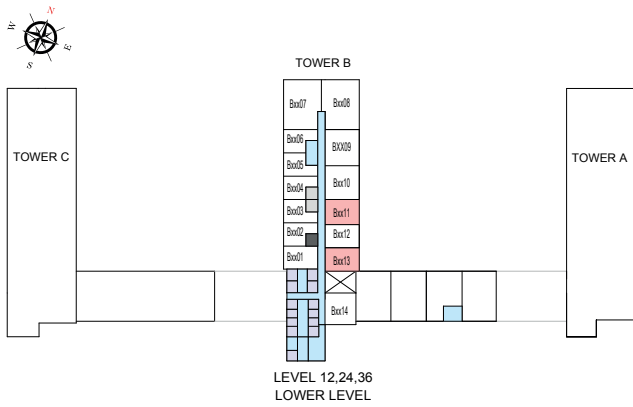 N
W
E
S
TOWER B
Bxx07
Bxx08
Bxx06
BXX09
Bxx05
TOWER C
TOWER A
Bxx04
Bxx10
Bxx03
Bxx11
Bxx02
Bxx12
Bxx01
Bxx13
Bxx14
LEVEL 12,24,36
LOWER LEVEL